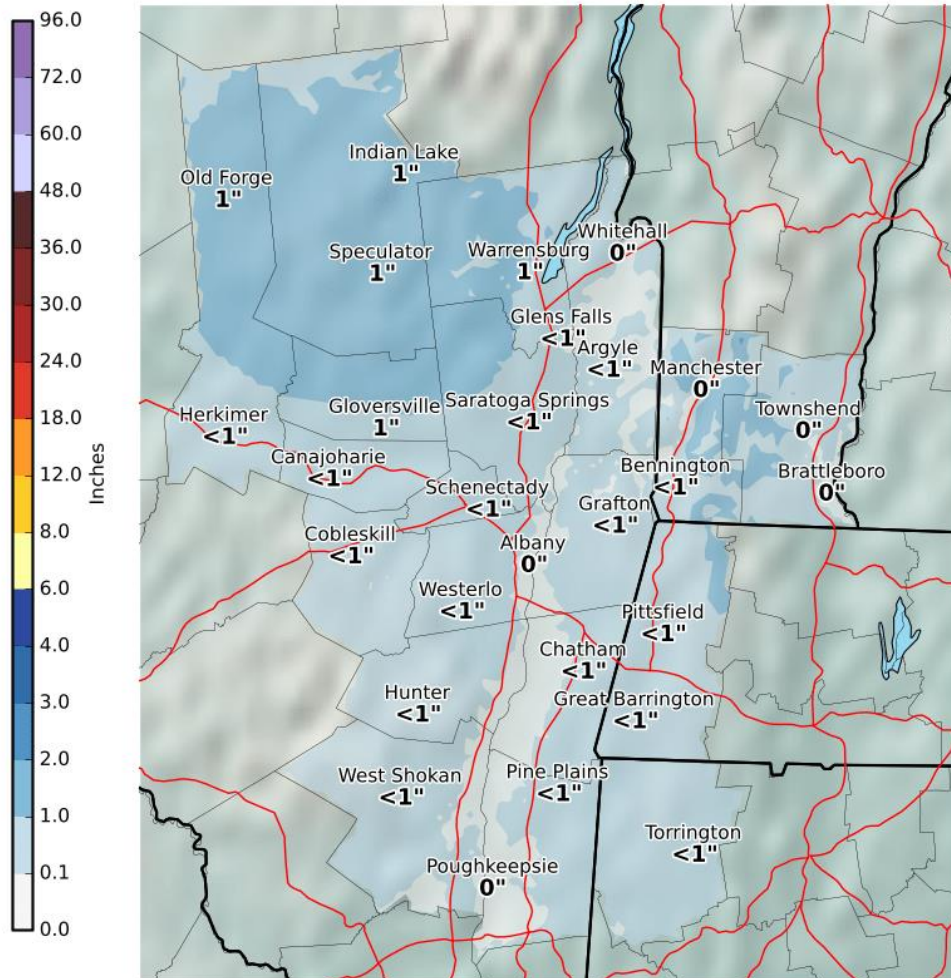 96.0
72.0
60.0
48.0
36.0
30.0
24.0
18.0
12.0
8.0
6.0
4.0
3.0
2.0
1.0
0.1
0.0
Inches
Indian Lake
1"
Old Forge
1"
Whitehall
0"
Speculator
1"
Warrensburg
1"
Glens Falls
<1"
Argyle
<1"
Manchester
0"
Saratoga Springs
<1"
Gloversville
1"
Herkimer
<1"
Townshend
0"
Canajoharie
<1"
Bennington
<1"
Brattleboro
0"
Schenectady
<1"
Grafton
<1"
Cobleskill
<1"
Albany
0"
Westerlo
<1"
Pittsfield
<1"
Chatham
<1"
Hunter
<1"
Great Barrington
<1"
West Shokan
<1"
Pine Plains
<1"
Torrington
<1"
Poughkeepsie
0"